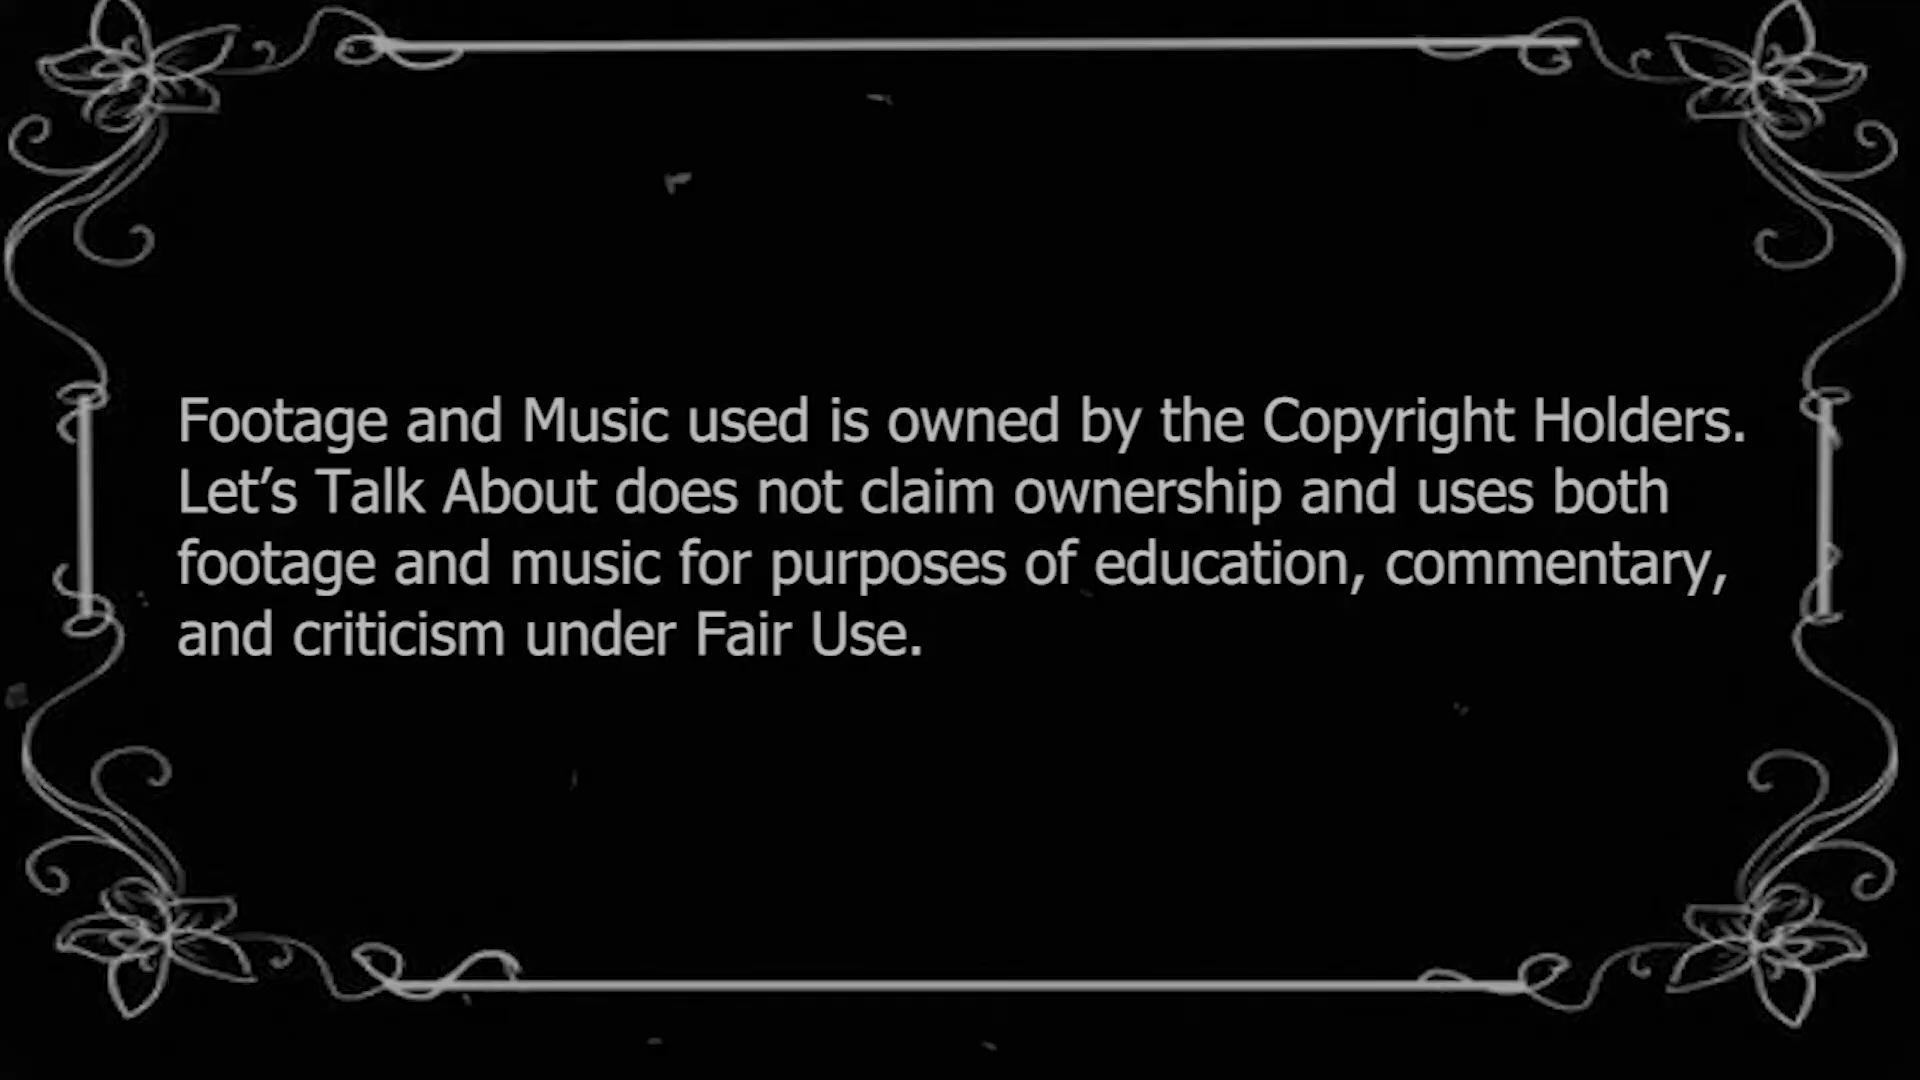 Footage and Music used is owned by the Copyright Holders.
Let’s Talk About does not claim ownership and uses both
footage and music for purposes of education, commentary,
and criticism under Fair Use.